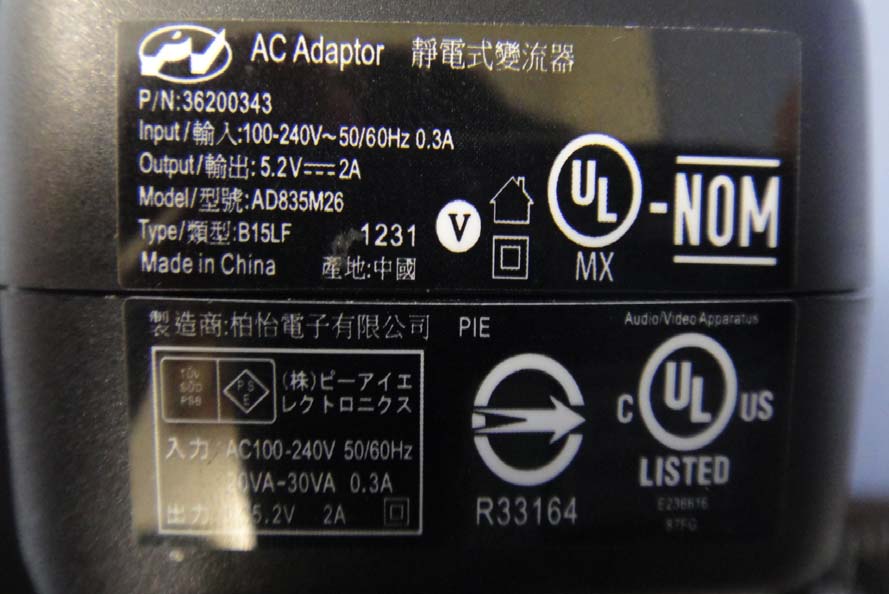 AC Adaptor 靜電式變流器
P/N:36200343
Input/輸入:100-240V~50/60Hz 0.3A
Output/輸出:5.2V⎓2A
Model/型號:AD835M26
Type/類型:B15LF 1231
Made in China 產地:中國
V
UL
MX
-NOM
製造商:柏怡電子有限公司 PIE
Audio/Video Apparatus
PSE
(株)ピーアイエ
レクトロニクス
入力:AC100-240V 50/60Hz
20VA-30VA 0.3A
出力 5.2V 2A
R33164
C UL US
LISTED